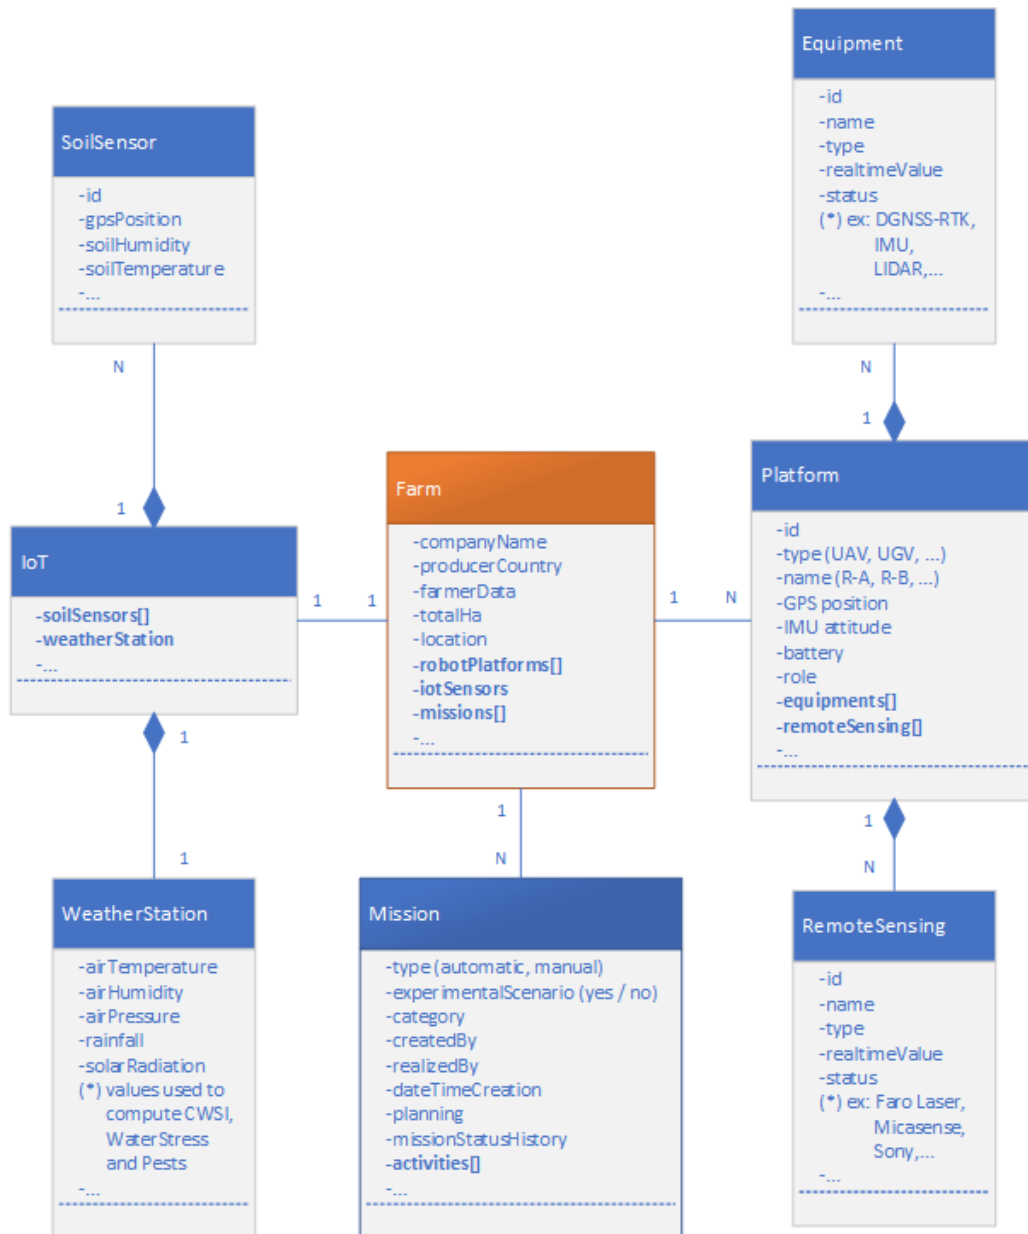 Equipment
-id
-name
-type
-realtimeValue
-status
(*) ex: DGNSS-RTK,
IMU,
LIDAR,...
-...
SoilSensor
-id
-gpsPosition
-soilHumidity
-soilTemperature
-...
N
1
N
1
IoT
-soilSensors[]
-weatherStation
-...
1
1
Farm
-companyName
-producerCountry
-farmerData
-totalHa
-location
-robotPlatforms[]
-iotSensors
-missions[]
-...
1
N
Platform
-id
-type (UAV, UGV, ...)
-name (R-A, R-B, ...)
-GPS position
-IMU attitude
-battery
-role
-equipments[]
-remoteSensing[]
-...
1
1
1
N
1
N
WeatherStation
-airTemperature
-airHumidity
-airPressure
-rainfall
-solarRadiation
(*) values used to
compute CWSI,
WaterStress
and Pests
-...
Mission
-type (automatic, manual)
-experimentalScenario (yes / no)
-category
-createdBy
-realizedBy
-dateTimeCreation
-planning
-missionStatusHistory
-activities[]
-...
RemoteSensing
-id
-name
-type
-realtimeValue
-status
(*) ex: Faro Laser,
Micasense,
Sony,...
-...